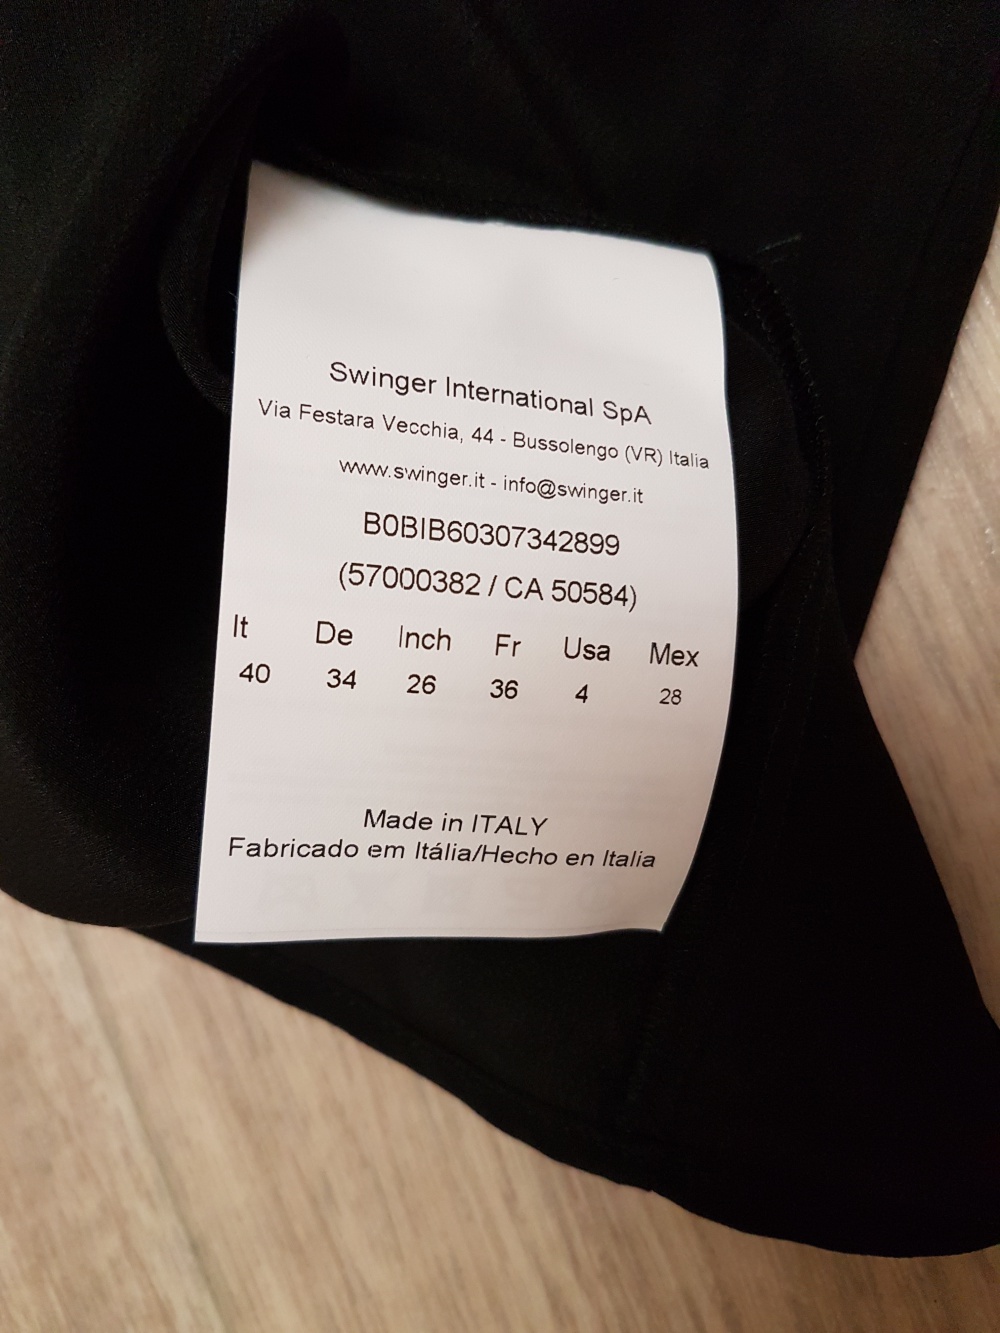 Swinger International SpA
Via Festara Vecchia, 44 - Bussolengo (VR) Italia
www.swinger.it - info@swinger.it
B0BIB60307342899
(57000382 / CA 50584)
It De Inch Fr Usa Mex
40 34 26 36 4 28
Made in ITALY
Fabricado em Itália/Hecho en Italia